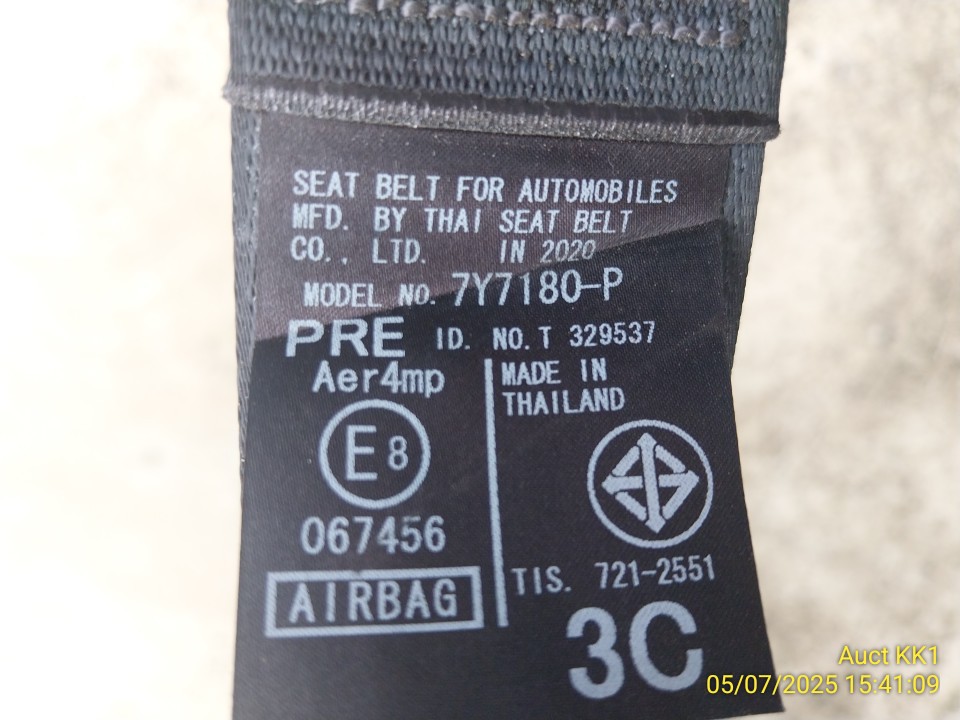 SEAT BELT FOR AUTOMOBILES
MFD. BY THAI SEAT BELT
CO., LTD. IN 2020
MODEL NO. 7Y7180-P
PRE ID. NO. T 329537
Aer4mp
E8
067456
AIRBAG
MADE IN
THAILAND
TIS. 721-2551
3C
Auct KK1
05/07/2025 15:41:09